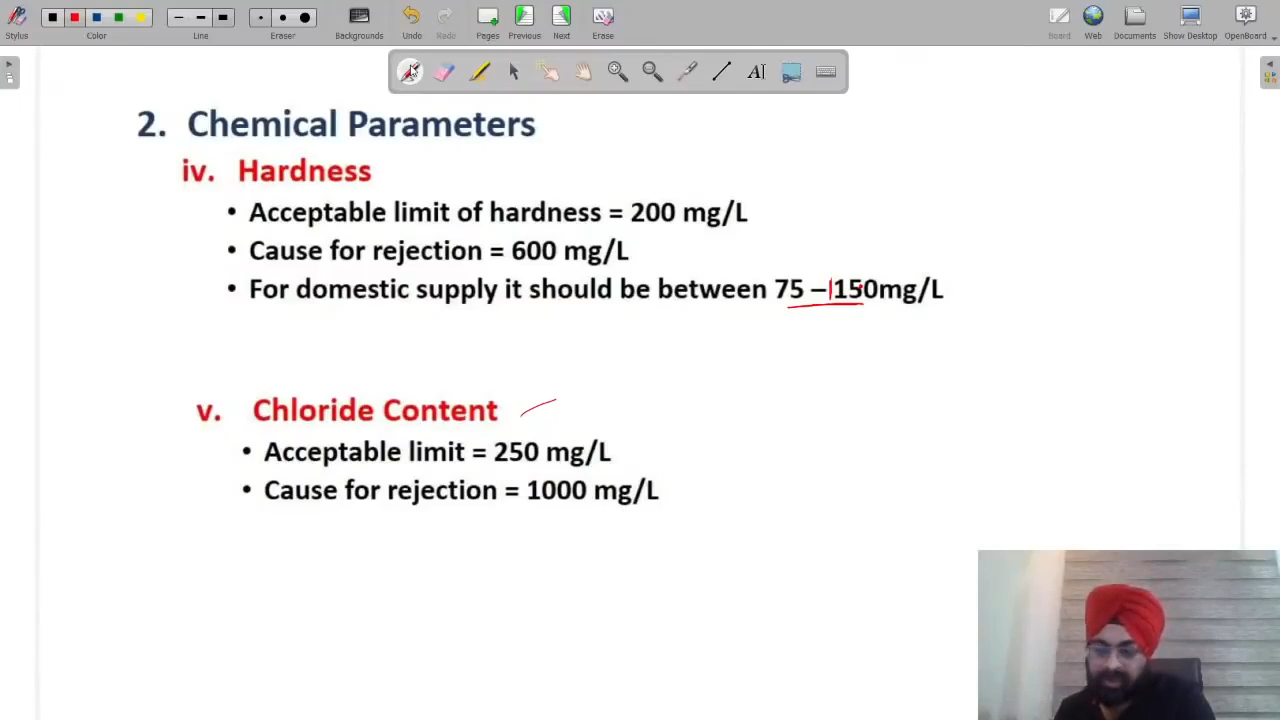 Stylus
Color
Line
Eraser
Backgrounds
Undo
Redo
Pages
Previous
Next
Erase
Board
Web
Documents
Show Desktop
OpenBoard
2. Chemical Parameters
iv. Hardness
• Acceptable limit of hardness = 200 mg/L
• Cause for rejection = 600 mg/L
• For domestic supply it should be between 75 – 150mg/L
v. Chloride Content
• Acceptable limit = 250 mg/L
• Cause for rejection = 1000 mg/L